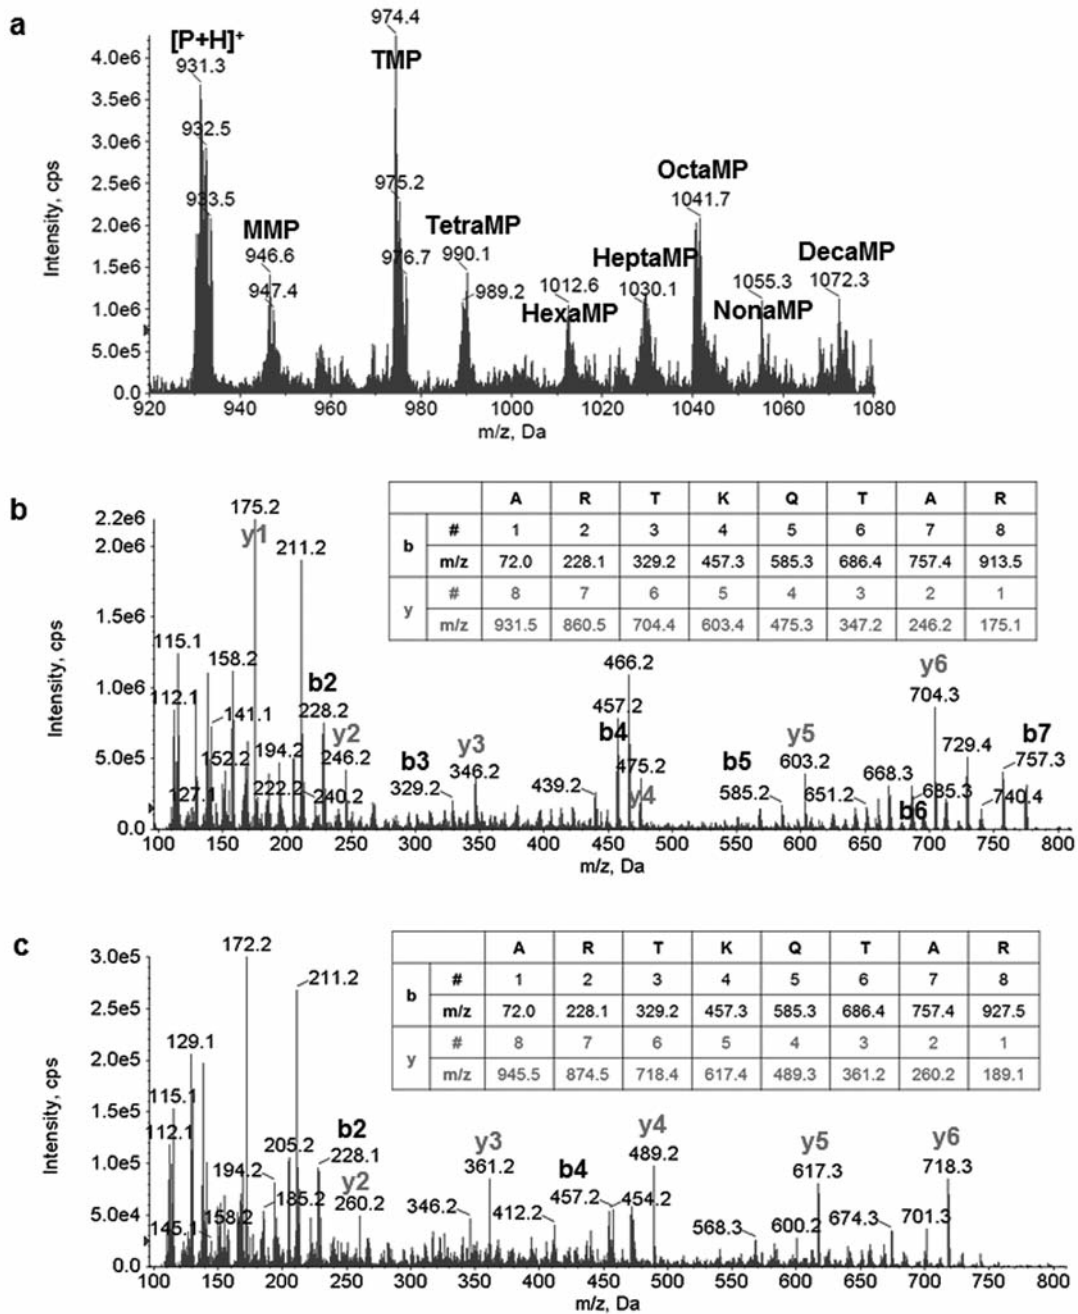 a
974.4
[P+H]+
TMP
931.3
4.0e6
3.5e6
932.5
3.0e6
OctaMP
975.2
1041.7
2.5e6
933.5
TetraMP
MMP
DecaMP
2.0e6
976.7
990.1
HeptaMP
946.6
1.5e6
947.4
989.2
1012.6
1030.1
1055.3
1072.3
HexaMP
NonaMP
1.0e6
5.0e5
0.0
Intensity, cps
920 940 960 980 1000 1020 1040 1060 1080
m/z, Da
b
A R T K Q T A R
b # 1 2 3 4 5 6 7 8
m/z 72.0 228.1 329.2 457.3 585.3 686.4 757.4 913.5
y # 8 7 6 5 4 3 2 1
m/z 931.5 860.5 704.4 603.4 475.3 347.2 246.2 175.1
175.2
2.2e6
y1
2.0e6
211.2
1.5e6
115.1
158.2
466.2
y6
1.0e6
b2
704.3
112.1
141.1
228.2
457.2
y2
b4
b7
152.2
194.2
246.2
b3
y3
475.2
b5
y5
729.4
757.3
5.0e5
346.2
603.2
668.3
127.1
222.2
240.2
329.2
439.2
y4
585.2
651.2
685.3
740.4
b6
0.0
Intensity, cps
100 150 200 250 300 350 400 450 500 550 600 650 700 750 800
m/z, Da
c
A R T K Q T A R
b # 1 2 3 4 5 6 7 8
m/z 72.0 228.1 329.2 457.3 585.3 686.4 757.4 927.5
y # 8 7 6 5 4 3 2 1
m/z 945.5 874.5 718.4 617.4 489.3 361.2 260.2 189.1
172.2
3.0e5
211.2
2.5e5
129.1
2.0e5
115.1
1.5e5
112.1
b2
y3
y4
y5
y6
205.2
228.1
361.2
b4
489.2
617.3
718.3
1.0e5
194.2
y2
185.2
260.2
346.2
457.2
454.2
145.1
158.2
412.2
568.3
600.2
674.3
701.3
5.0e4
0.0
Intensity, cps
100 150 200 250 300 350 400 450 500 550 600 650 700 750 800
m/z, Da